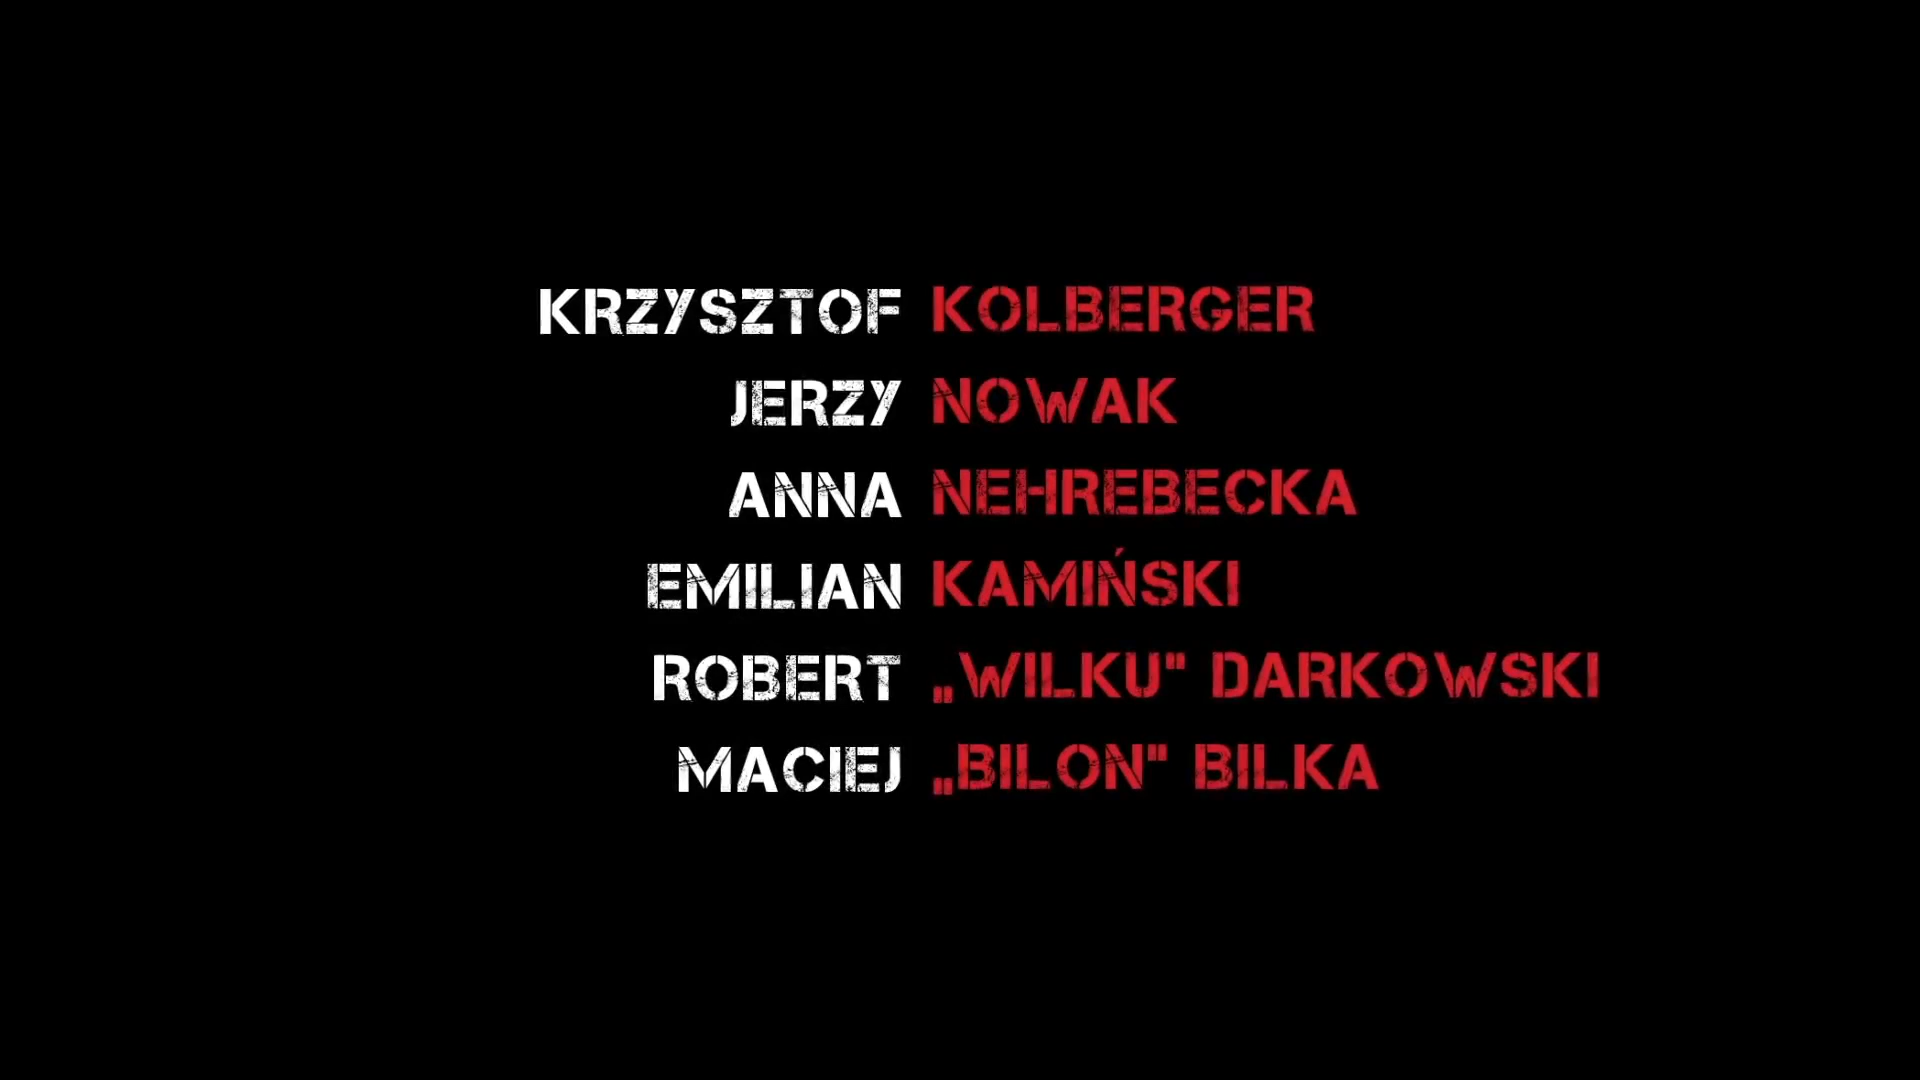 KRZYSZTOF KOLBERGER
JERZY NOWAK
ANNA NEHREBECKA
EMILIAN KAMIŃSKI
ROBERT „WILKU" DARKOWSKI
MACIEJ „BILON" BILKA